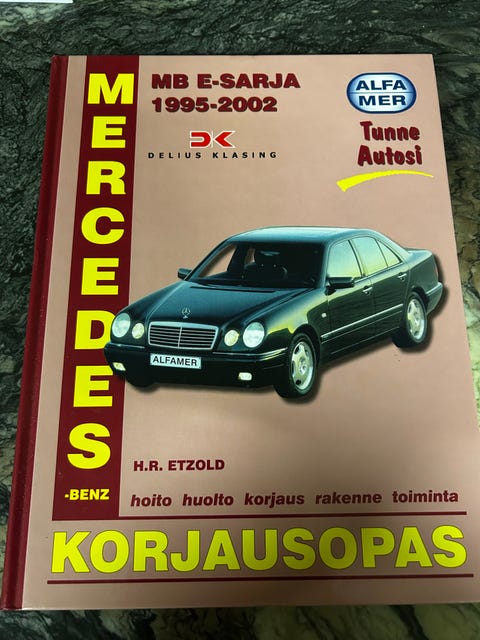 MERCEDES
-BENZ
MB E-SARJA
1995-2002
DK
DELIUS KLASING
ALFA
MER
Tunne
Autosi
ALFAMER
H.R. ETZOLD
hoito huolto korjaus rakenne toiminta
KORJAUSOPAS